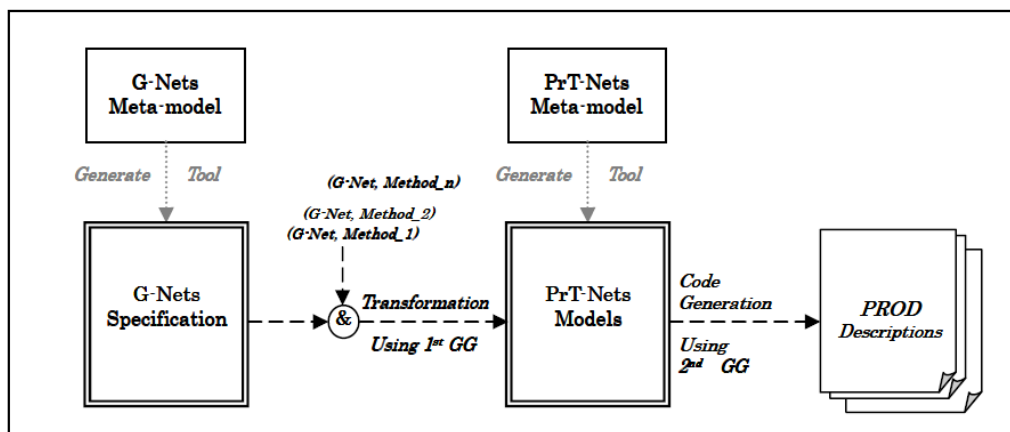 G-Nets
Meta-model
PrT-Nets
Meta-model
Generate Tool
Generate Tool
(G-Net, Method_n)
(G-Net, Method_2)
(G-Net, Method_1)
G-Nets
Specification
&
Transformation
Using 1st GG
PrT-Nets
Models
Code
Generation
Using
2nd GG
PROD
Descriptions